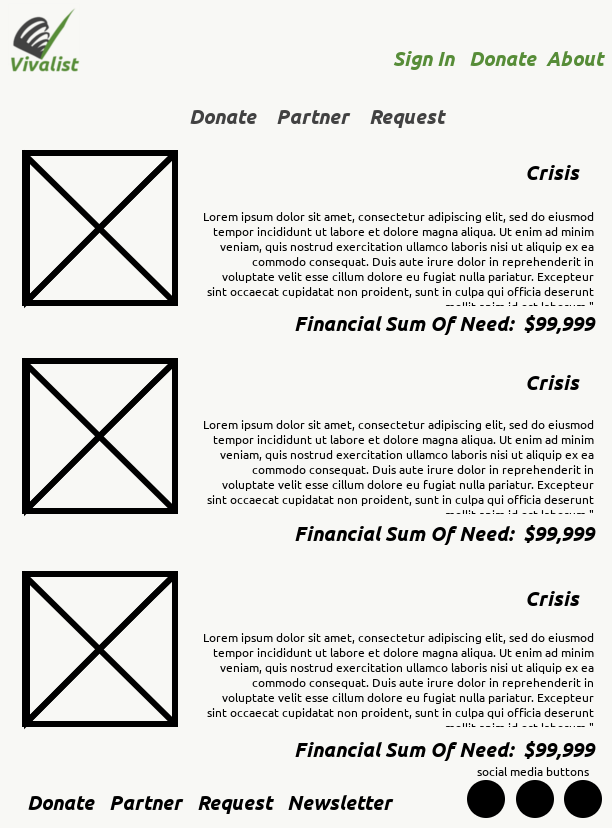 Vivalist
Sign In Donate About
Donate Partner Request
Crisis
Lorem ipsum dolor sit amet, consectetur adipiscing elit, sed do eiusmod
tempor incididunt ut labore et dolore magna aliqua. Ut enim ad minim
veniam, quis nostrud exercitation ullamco laboris nisi ut aliquip ex ea
commodo consequat. Duis aute irure dolor in reprehenderit in
voluptate velit esse cillum dolore eu fugiat nulla pariatur. Excepteur
sint occaecat cupidatat non proident, sunt in culpa qui officia deserunt
Financial Sum Of Need: $99,999
Crisis
Lorem ipsum dolor sit amet, consectetur adipiscing elit, sed do eiusmod
tempor incididunt ut labore et dolore magna aliqua. Ut enim ad minim
veniam, quis nostrud exercitation ullamco laboris nisi ut aliquip ex ea
commodo consequat. Duis aute irure dolor in reprehenderit in
voluptate velit esse cillum dolore eu fugiat nulla pariatur. Excepteur
sint occaecat cupidatat non proident, sunt in culpa qui officia deserunt
Financial Sum Of Need: $99,999
Crisis
Lorem ipsum dolor sit amet, consectetur adipiscing elit, sed do eiusmod
tempor incididunt ut labore et dolore magna aliqua. Ut enim ad minim
veniam, quis nostrud exercitation ullamco laboris nisi ut aliquip ex ea
commodo consequat. Duis aute irure dolor in reprehenderit in
voluptate velit esse cillum dolore eu fugiat nulla pariatur. Excepteur
sint occaecat cupidatat non proident, sunt in culpa qui officia deserunt
Financial Sum Of Need: $99,999
social media buttons
Donate Partner Request Newsletter